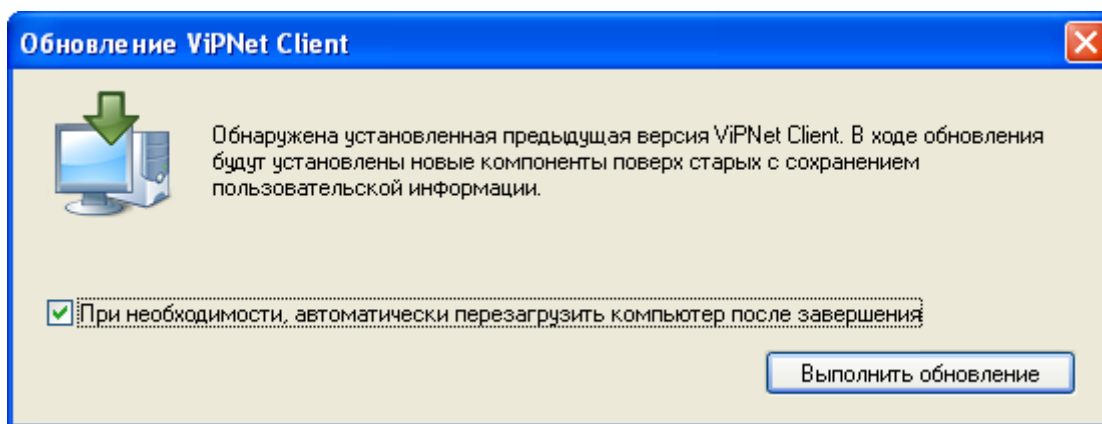 Обновление ViPNet Client
Обнаружена установленная предыдущая версия ViPNet Client. В ходе обновления
будут установлены новые компоненты поверх старых с сохранением
пользовательской информации.
При необходимости, автоматически перезагрузить компьютер после завершения
Выполнить обновление